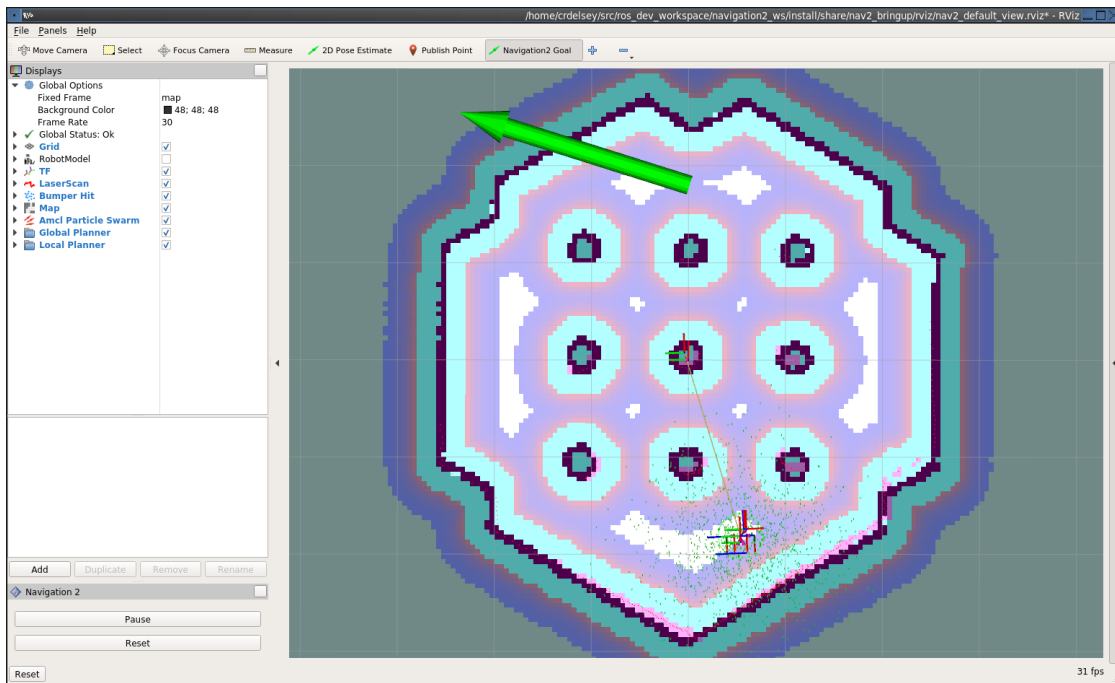 RViz
/home/crdelsey/src/ros_dev_workspace/navigation2_ws/install/share/nav2_bringup/rviz/nav2_default_view.rviz* - RViz
File Panels Help
Move Camera Select Focus Camera Measure 2D Pose Estimate Publish Point Navigation2 Goal
Displays
Global Options
Fixed Frame map
Background Color 48; 48; 48
Frame Rate 30
Global Status: Ok
Grid
RobotModel
TF
LaserScan
Bumper Hit
Map
Amcl Particle Swarm
Global Planner
Local Planner
Add Duplicate Remove Rename
Navigation 2
Pause
Reset
Reset 31 fps